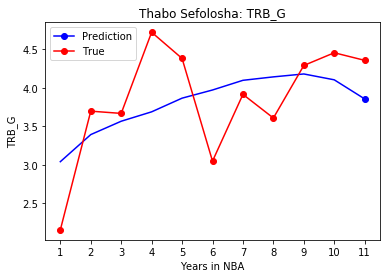 Thabo Sefolosha: TRB_G
Prediction
True
4.5
4.0
3.5
3.0
2.5
TRB_G
1 2 3 4 5 6 7 8 9 10 11
Years in NBA